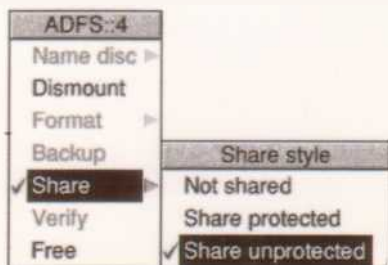 ADFS::4
Name disc
Dismount
Format
Backup
Share
Verify
Free
Share style
Not shared
Share protected
Share unprotected